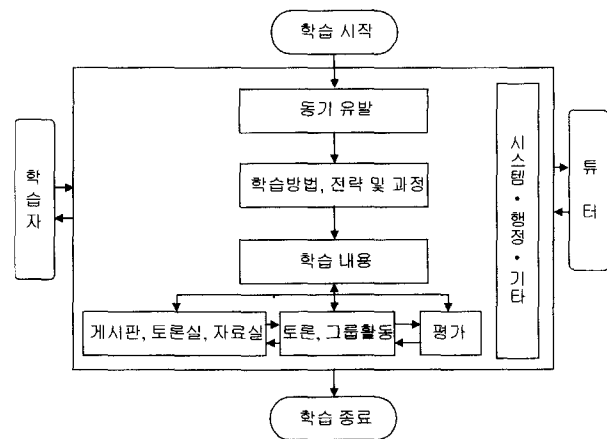 학습 시작
동기 유발
학습방법, 전략 및 과정
학습 내용
게시판, 토론실, 자료실
토론, 그룹활동
평가
학습자
시스템・행정・기타
튜터
학습 종료